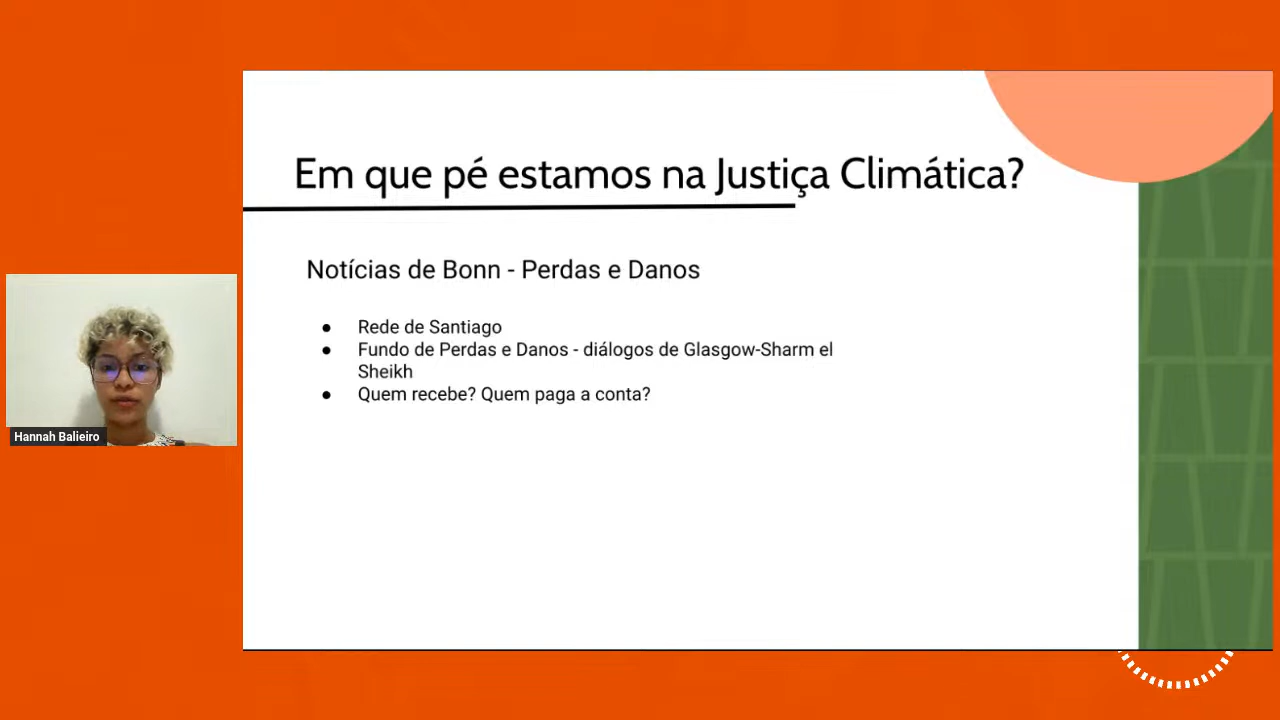 Em que pé estamos na Justiça Climática?
Notícias de Bonn - Perdas e Danos
● Rede de Santiago
● Fundo de Perdas e Danos - diálogos de Glasgow-Sharm el
Sheikh
● Quem recebe? Quem paga a conta?
Hannah Balieiro